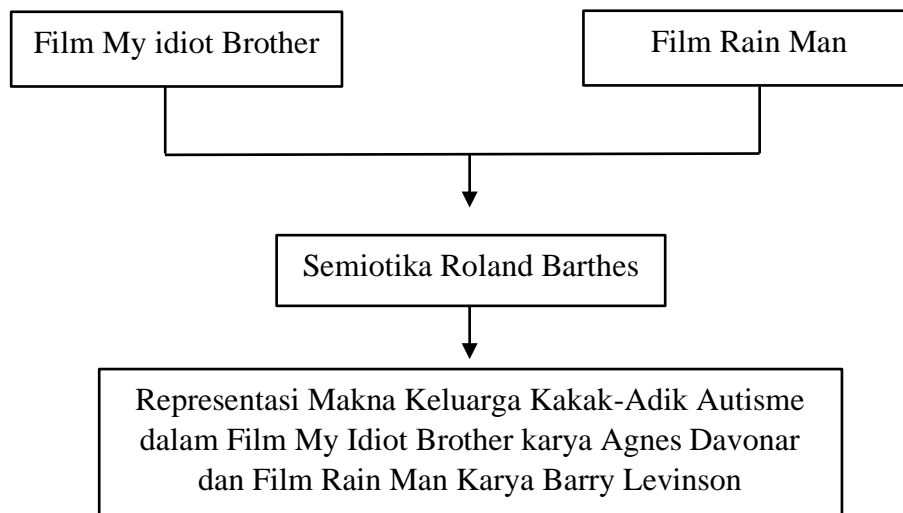 Film My idiot Brother
Film Rain Man
Semiotika Roland Barthes
Representasi Makna Keluarga Kakak-Adik Autisme
dalam Film My Idiot Brother karya Agnes Davonar
dan Film Rain Man Karya Barry Levinson